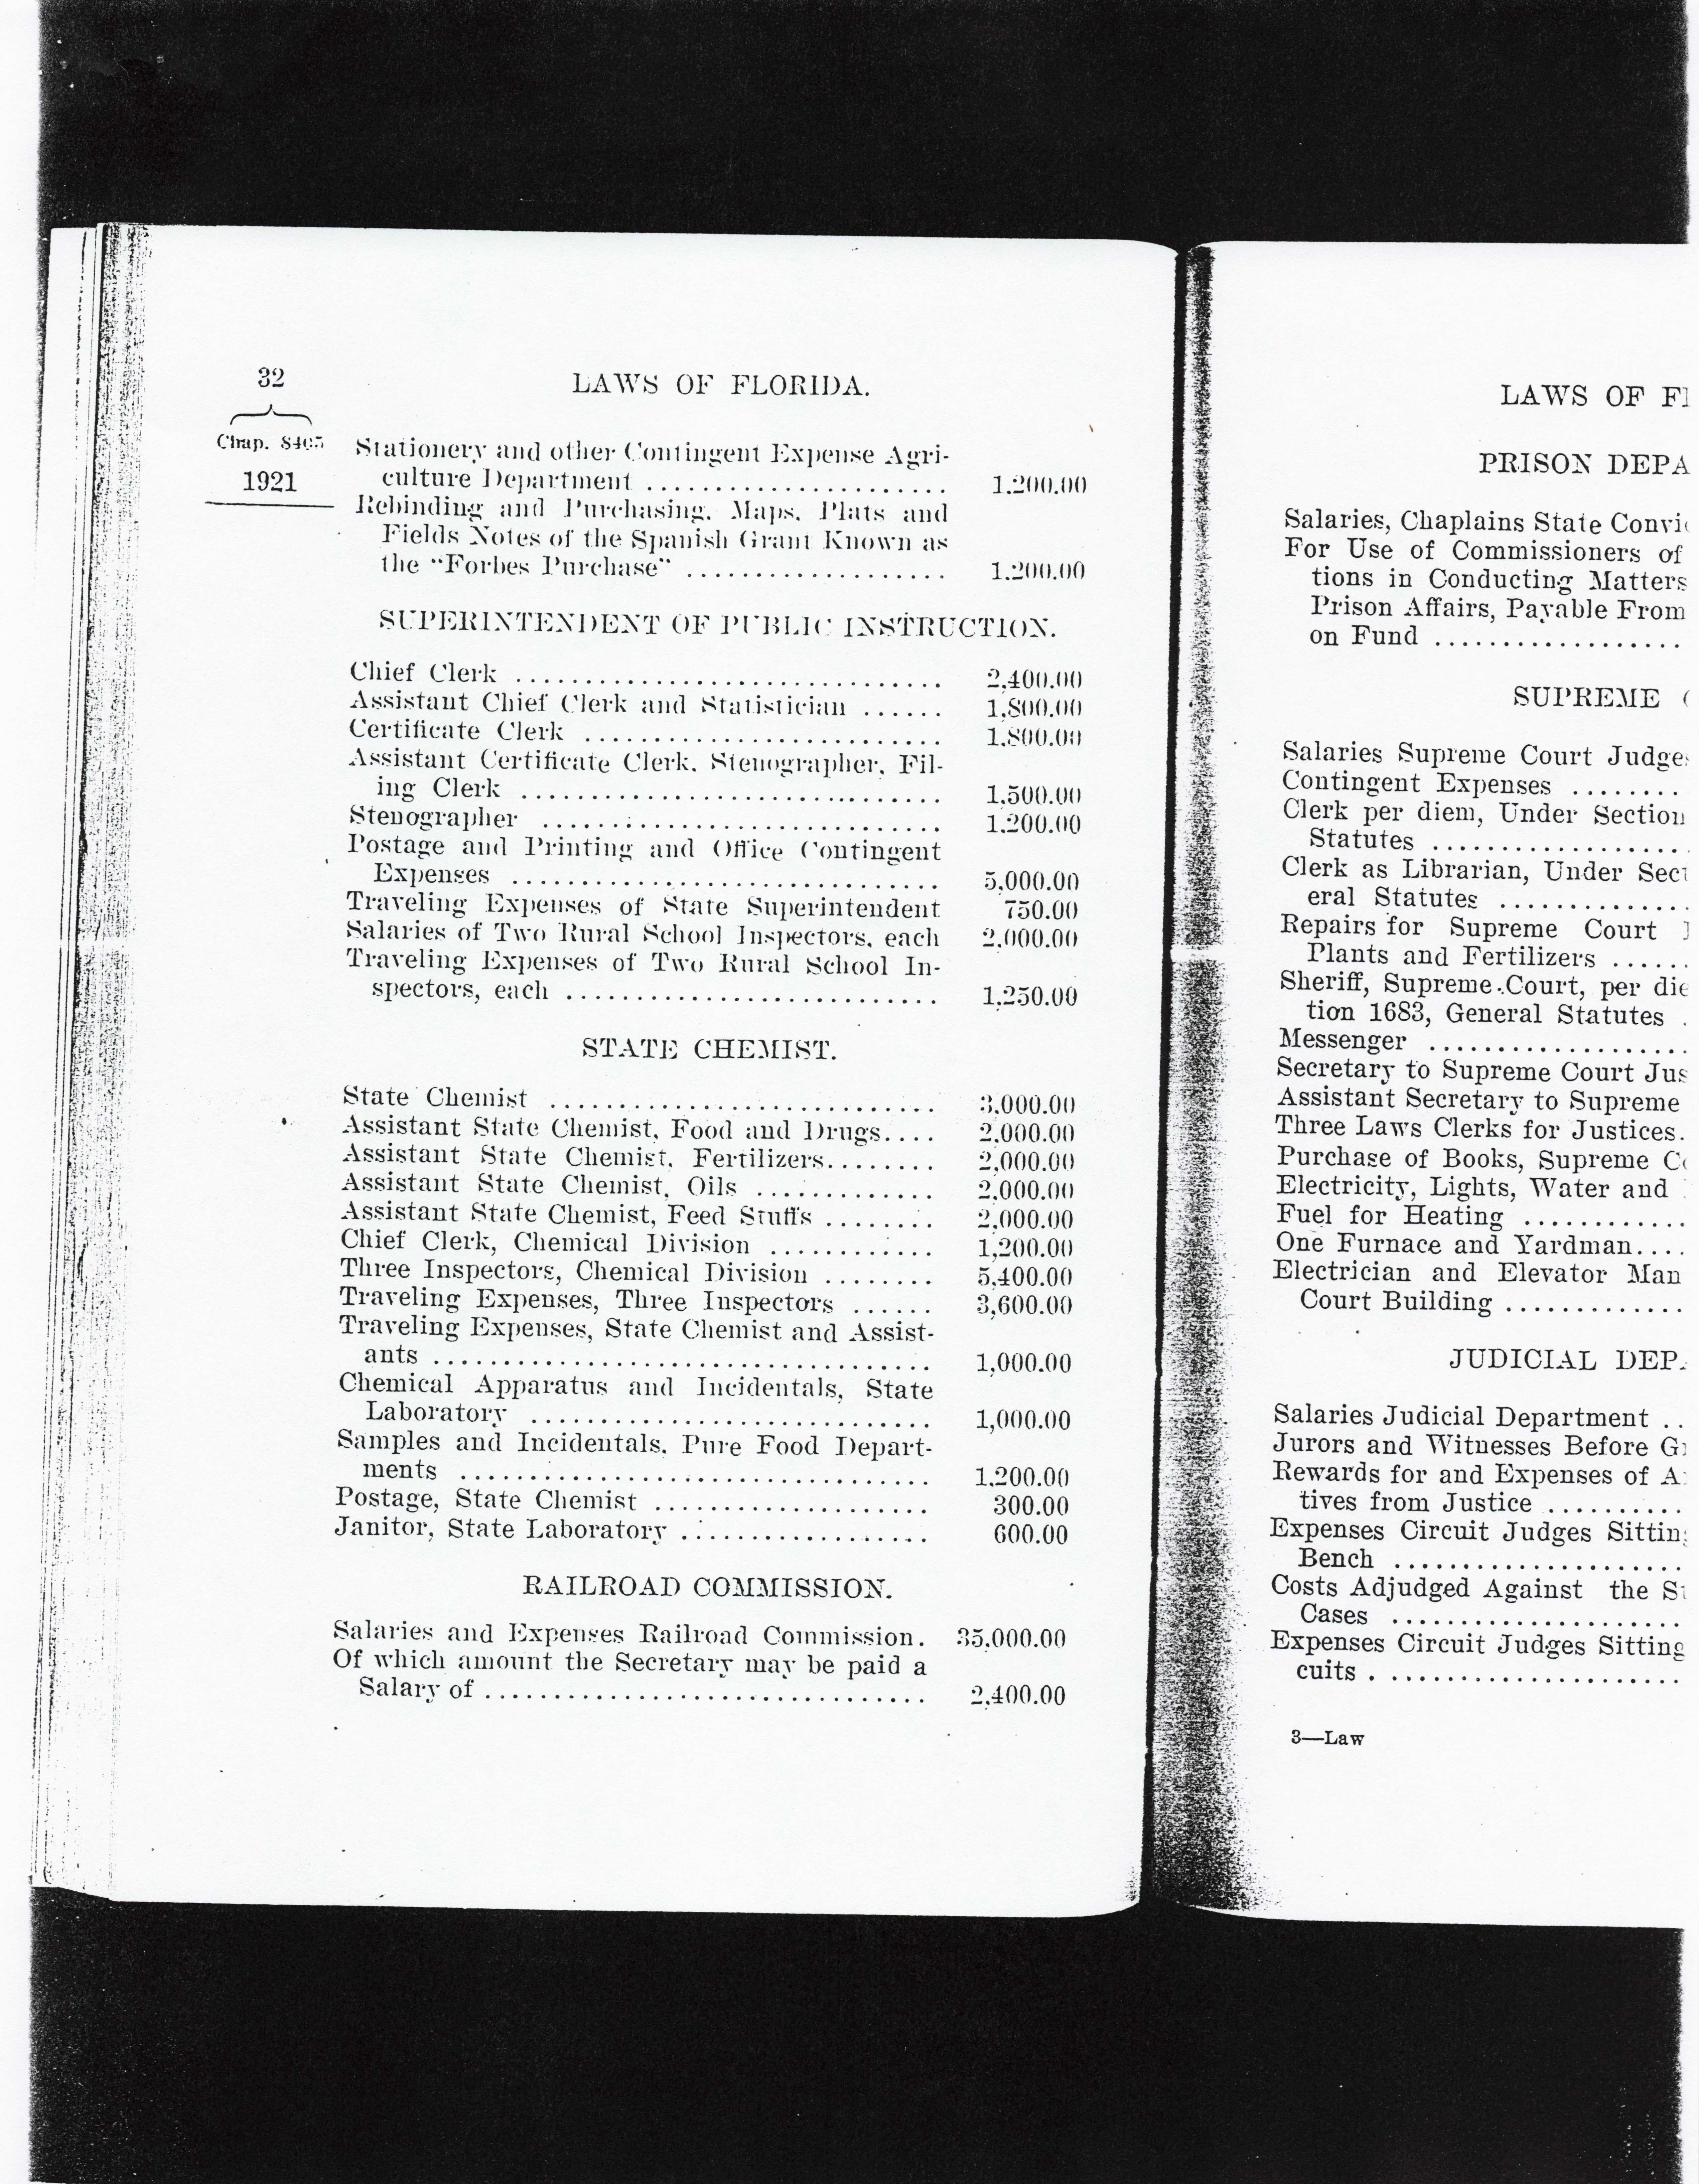 32
LAWS OF FLORIDA.
Chap. 8405
1921
Stationery and other Contingent Expense Agri-
culture Department ...................... 1,200.00
Rebinding and Purchasing, Maps, Plats and
Fields Notes of the Spanish Grant Known as
the "Forbes Purchase" ................... 1,200.00
SUPERINTENDENT OF PUBLIC INSTRUCTION.
Chief Clerk ............................... 2,400.00
Assistant Chief Clerk and Statistician ...... 1,800.00
Certificate Clerk .......................... 1,800.00
Assistant Certificate Clerk, Stenographer, Fil-
ing Clerk ............................... 1,500.00
Stenographer ............................. 1,200.00
Postage and Printing and Office Contingent
Expenses ............................... 5,000.00
Traveling Expenses of State Superintendent 750.00
Salaries of Two Rural School Inspectors, each 2,000.00
Traveling Expenses of Two Rural School In-
spectors, each ........................... 1,250.00
STATE CHEMIST.
State Chemist ............................ 3,000.00
Assistant State Chemist, Food and Drugs.... 2,000.00
Assistant State Chemist, Fertilizers........ 2,000.00
Assistant State Chemist, Oils ............. 2,000.00
Assistant State Chemist, Feed Stuffs ........ 2,000.00
Chief Clerk, Chemical Division ............ 1,200.00
Three Inspectors, Chemical Division ........ 5,400.00
Traveling Expenses, Three Inspectors ...... 3,600.00
Traveling Expenses, State Chemist and Assist-
ants .................................... 1,000.00
Chemical Apparatus and Incidentals, State
Laboratory ............................. 1,000.00
Samples and Incidentals, Pure Food Depart-
ments .................................. 1,200.00
Postage, State Chemist .................... 300.00
Janitor, State Laboratory .................. 600.00
RAILROAD COMMISSION.
Salaries and Expenses Railroad Commission. 35,000.00
Of which amount the Secretary may be paid a
Salary of ................................ 2,400.00
LAWS OF
PRISON
Salaries, Chaplains State
For Use of Commissioners of
tions in Conducting Matters
Prison Affairs, Payable From
on Fund ..................
SUPREME
Salaries Supreme Court
Contingent Expenses ........
Clerk per diem, Under Section
Statutes ...................
Clerk as Librarian, Under
eral Statutes ..............
Repairs for Supreme Court
Plants and Fertilizers ......
Sheriff, Supreme Court, per
tion 1683, General Statutes .
Messenger ...................
Secretary to Supreme Court
Assistant Secretary to Supreme
Three Laws Clerks for Justices.
Purchase of Books, Supreme
Electricity, Lights, Water and
Fuel for Heating ............
One Furnace and Yardman....
Electrician and Elevator Man
Court Building .............
JUDICIAL
Salaries Judicial Department ..
Jurors and Witnesses Before
Rewards for and Expenses of
tives from Justice ..........
Expenses Circuit Judges
Bench .....................
Costs Adjudged Against the
Cases .....................
Expenses Circuit Judges Sitting
cuits . .....................
3—Law